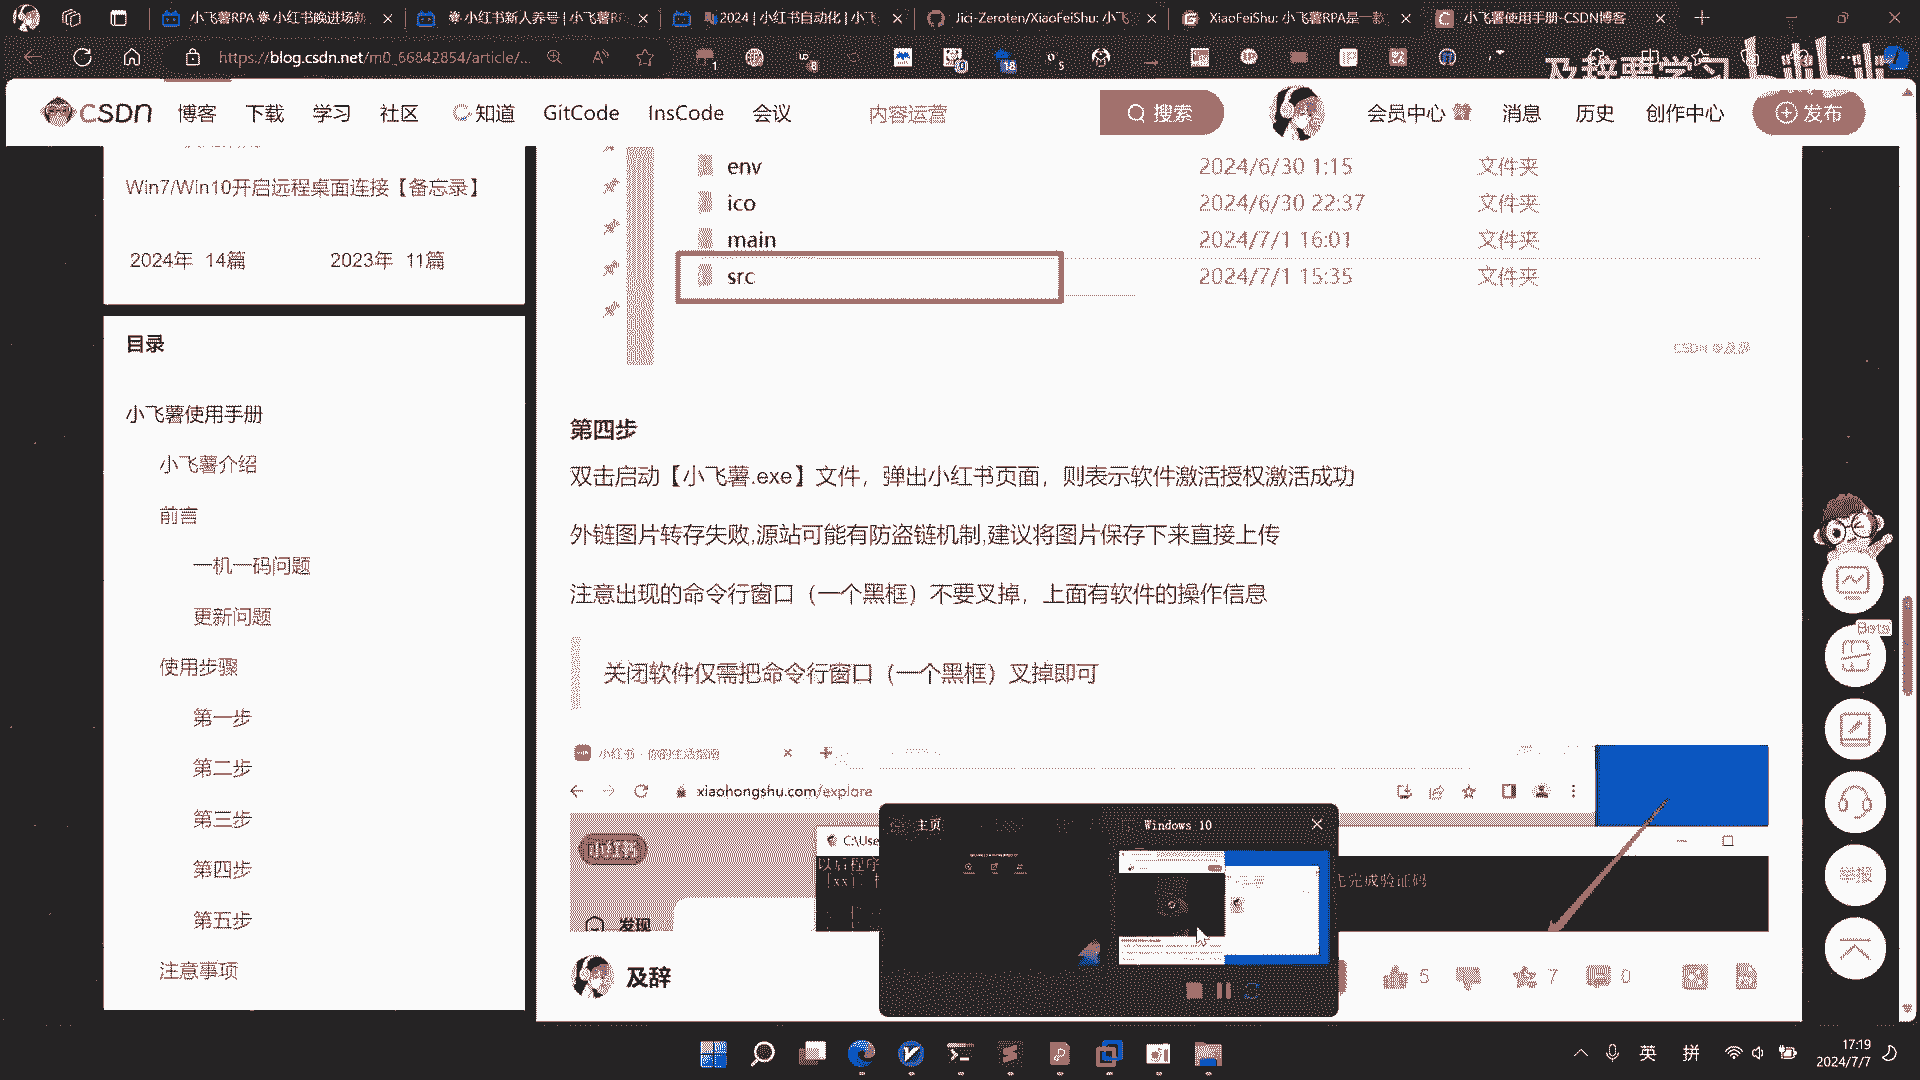 小飞薯RPA 小红书晚进场新
小红书新人养号 | 小飞薯R
2024 | 小红书自动化 | 小飞
Jici-Zeroten/XiaoFeiShu: 小飞
XiaoFeiShu: 小飞薯RPA是一款
小飞薯使用手册-CSDN博客
https://blog.csdn.net/m0_66842854/article/...
及辞要学习 bilibili
CSDN 博客 下载 学习 社区 C知道 GitCode InsCode 会议 内容运营 搜索 会员中心 消息 历史 创作中心 发布
Win7/Win10开启远程桌面连接【备忘录】
2024年 14篇 2023年 11篇
目录
小飞薯使用手册
小飞薯介绍
前言
一机一码问题
更新问题
使用步骤
第一步
第二步
第三步
第四步
第五步
注意事项
env 2024/6/30 1:15 文件夹
ico 2024/6/30 22:37 文件夹
main 2024/7/1 16:01 文件夹
src 2024/7/1 15:35 文件夹
CSDN @及辞
第四步
双击启动【小飞薯.exe】文件，弹出小红书页面，则表示软件激活授权激活成功
外链图片转存失败,源站可能有防盗链机制,建议将图片保存下来直接上传
注意出现的命令行窗口（一个黑框）不要叉掉，上面有软件的操作信息
关闭软件仅需把命令行窗口（一个黑框）叉掉即可
小红书 - 你的生活指南
xiaohongshu.com/explore
小红书
C:\Use
以后程序
[xx]
先完成验证码
发现
主页
Windows 10
及辞
5 7 0
Beta
举报
英 拼
17:19
2024/7/7